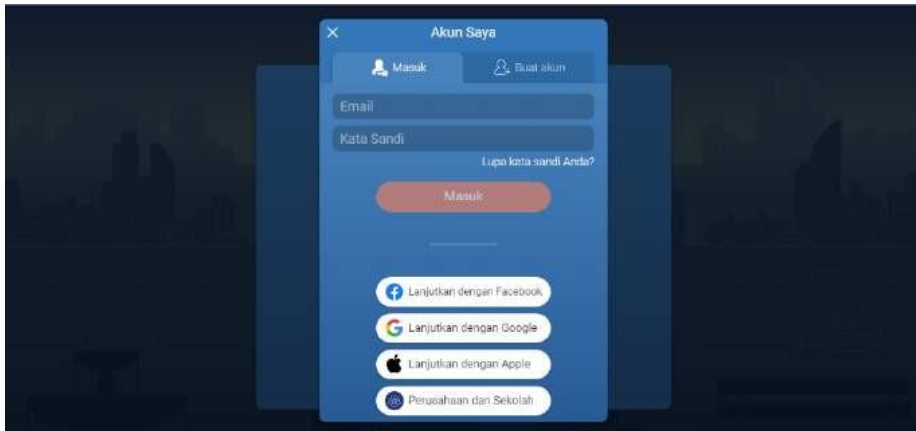 Akun Saya
Masuk
Buat akun
Email
Kata Sandi
Lupa kata sandi Anda?
Masuk
Lanjutkan dengan Facebook
Lanjutkan dengan Google
Lanjutkan dengan Apple
Perusahaan dan Sekolah